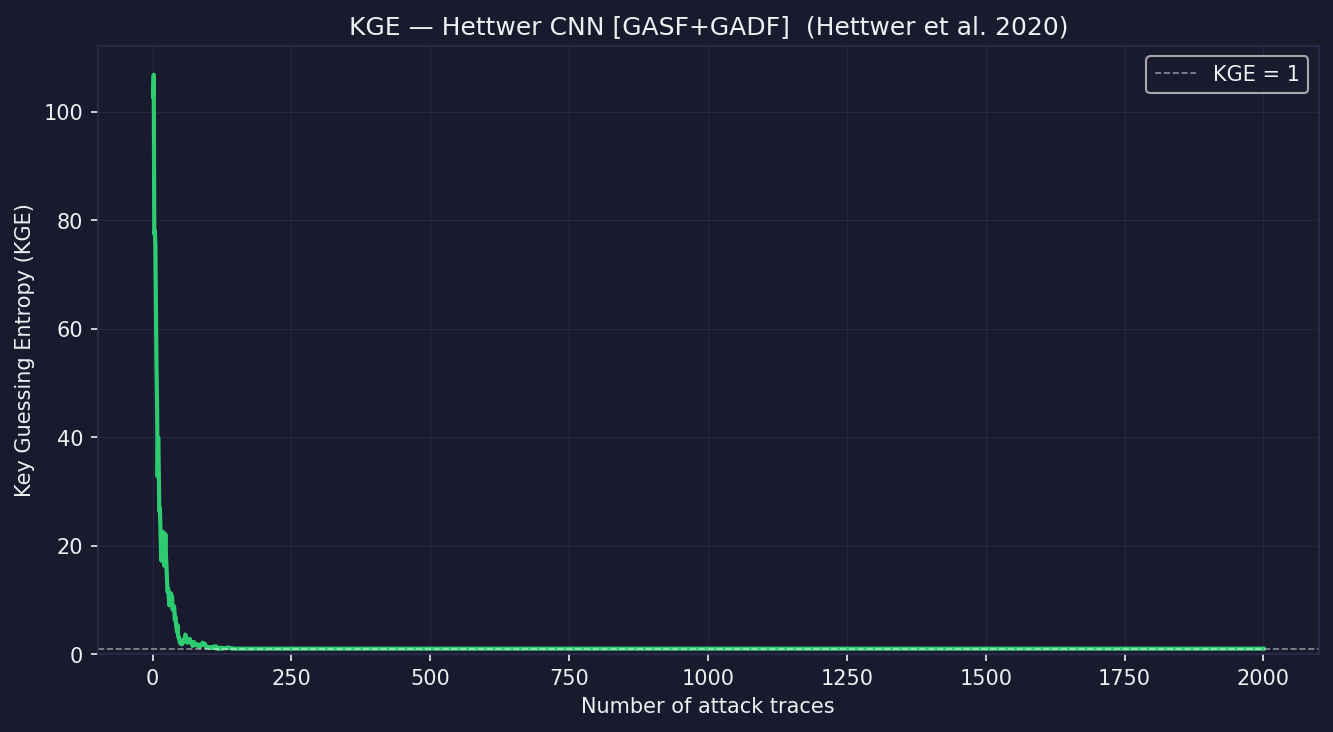 KGE — Hettwer CNN [GASF+GADF]  (Hettwer et al. 2020)
KGE = 1
Key Guessing Entropy (KGE)
100
80
60
40
20
0
0 250 500 750 1000 1250 1500 1750 2000
Number of attack traces